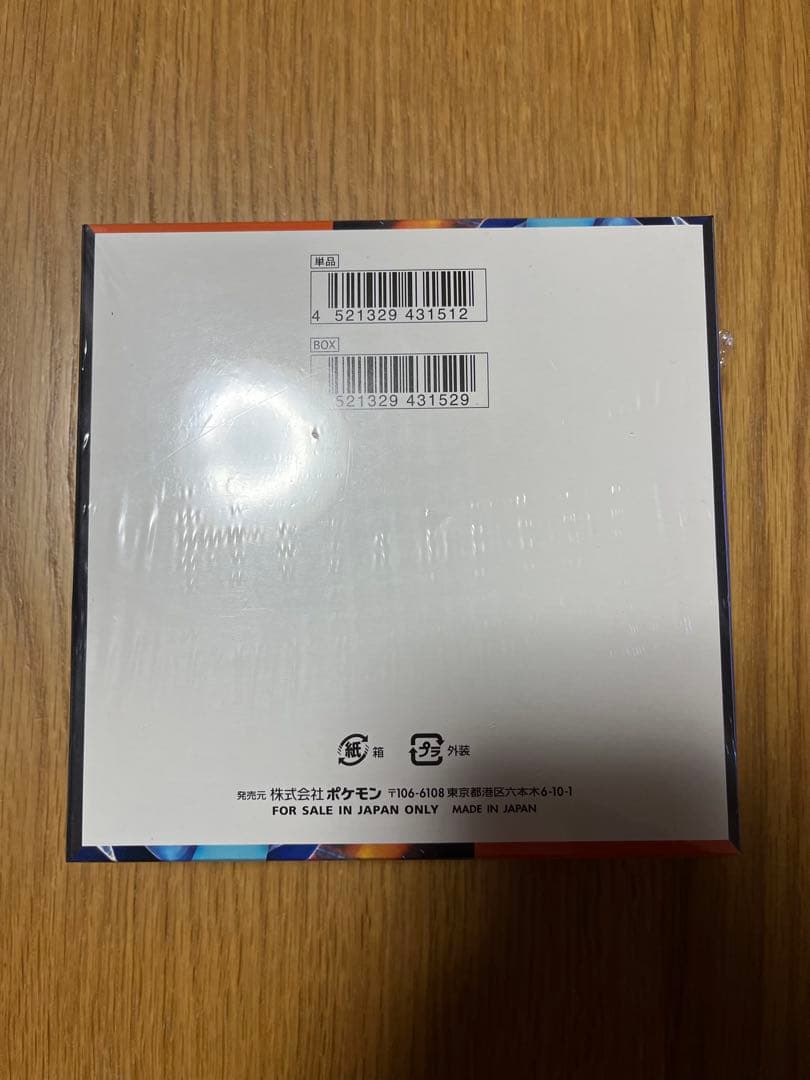 単品
4 521329 431512
BOX
521329 431529
紙 箱
プラ 外装
発売元 株式会社 ポケモン 〒106-6108 東京都港区六本木6-10-1
FOR SALE IN JAPAN ONLY MADE IN JAPAN